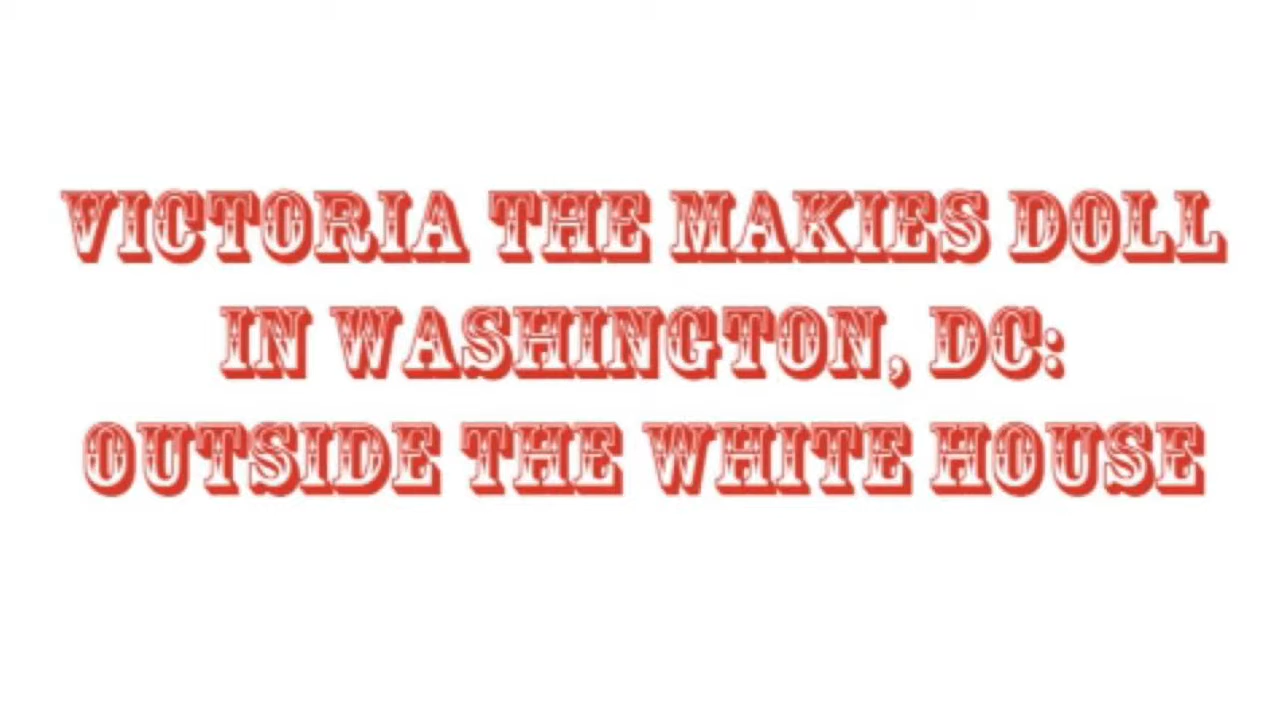 VICTORIA THE MAKIES DOLL
IN WASHINGTON, DC:
OUTSIDE THE WHITE HOUSE